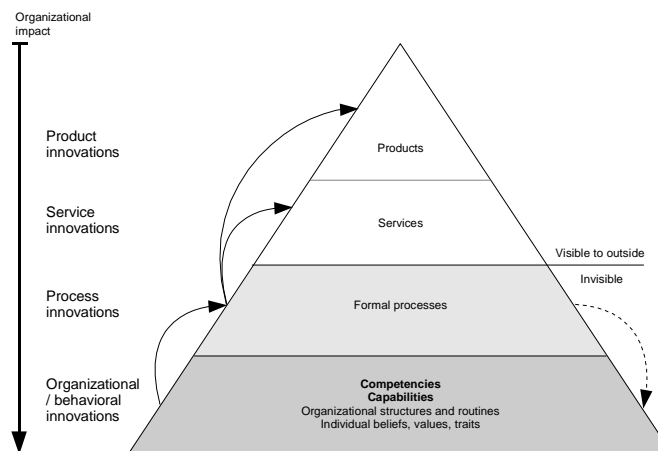 Organizational
impact
Product
innovations
Products
Service
innovations
Services
Visible to outside
Invisible
Process
innovations
Formal processes
Organizational
/ behavioral
innovations
Competencies
Capabilities
Organizational structures and routines
Individual beliefs, values, traits